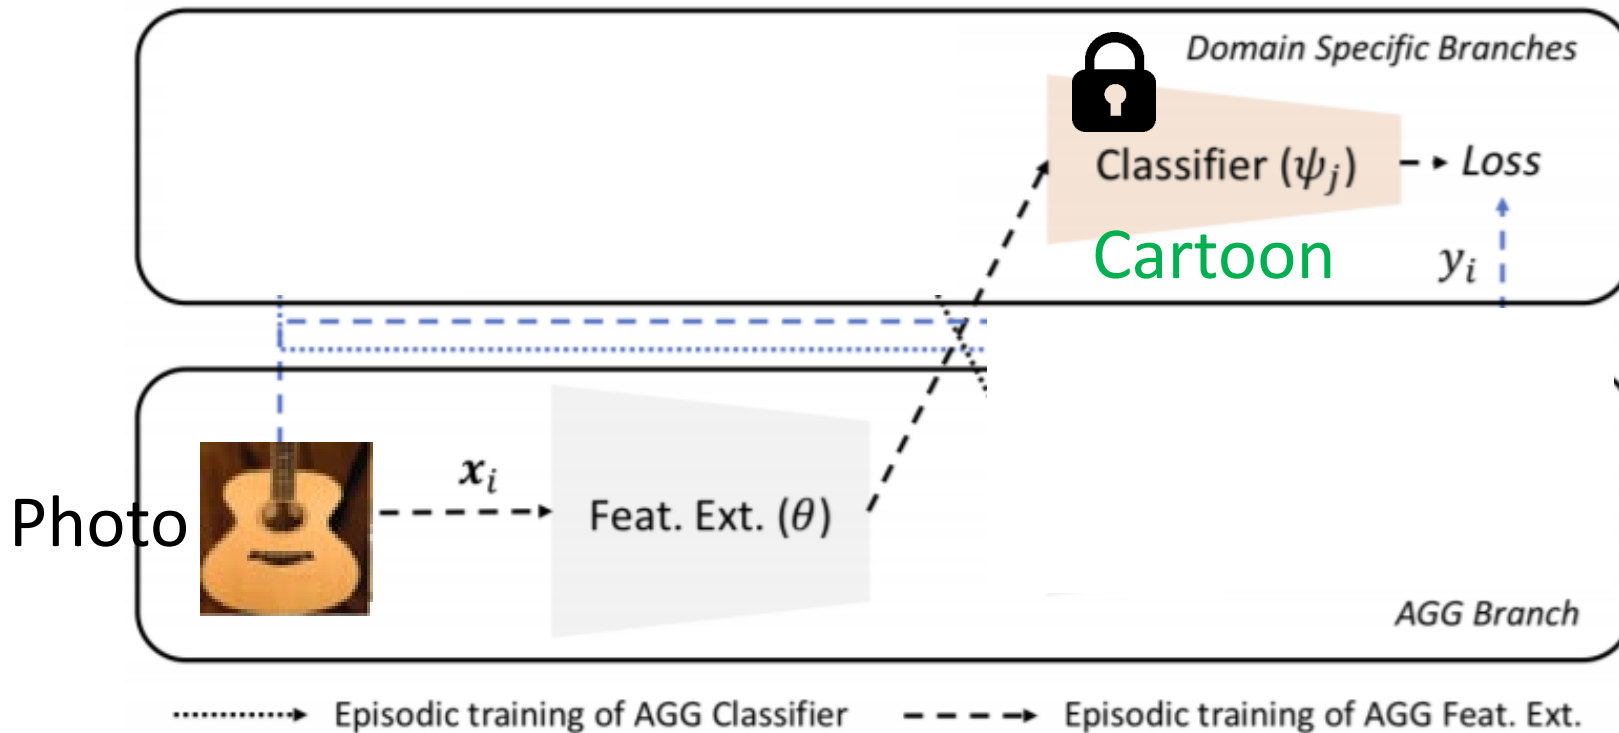 Domain Specific Branches
Classifier (ψⱼ)
Loss
Cartoon
yᵢ
xᵢ
Photo
Feat. Ext. (θ)
AGG Branch
Episodic training of AGG Classifier
Episodic training of AGG Feat. Ext.